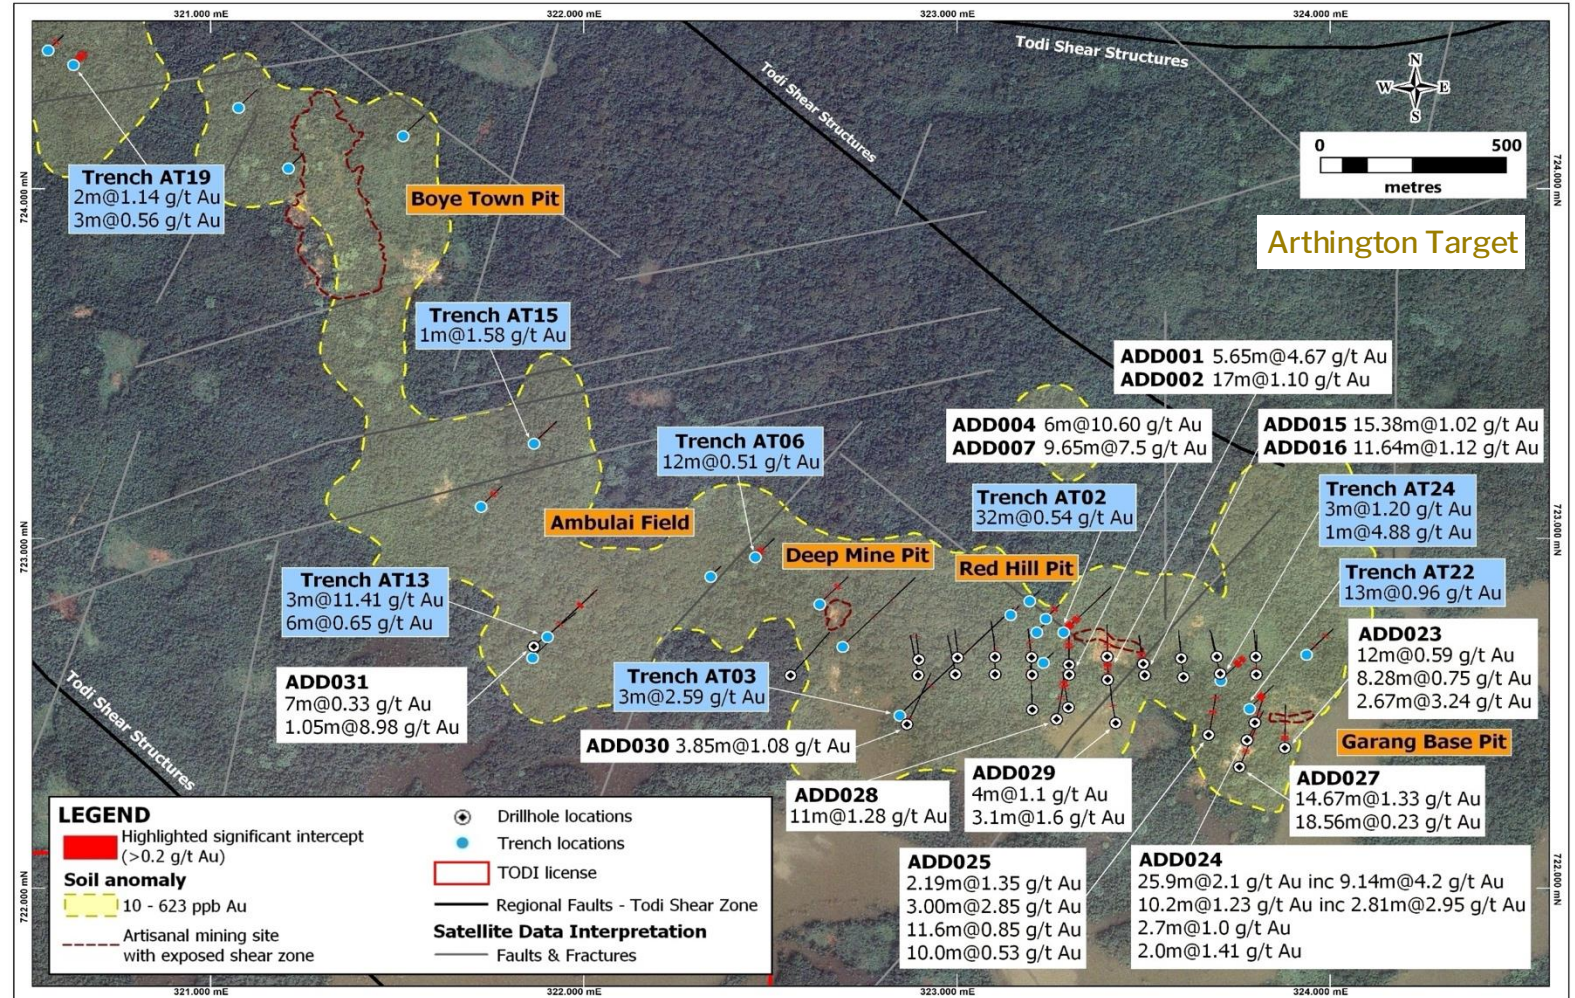 321.000 mE
322.000 mE
323.000 mE
324.000 mE
Todi Shear Structures
Todi Shear Structures
N
W E
S
0 500
metres
724.000 mN
724.000 mN
Arthington Target
Trench AT19
2m@1.14 g/t Au
3m@0.56 g/t Au
Boye Town Pit
Trench AT15
1m@1.58 g/t Au
ADD001 5.65m@4.67 g/t Au
ADD002 17m@1.10 g/t Au
ADD004 6m@10.60 g/t Au
ADD007 9.65m@7.5 g/t Au
ADD015 15.38m@1.02 g/t Au
ADD016 11.64m@1.12 g/t Au
Trench AT06
12m@0.51 g/t Au
Trench AT02
32m@0.54 g/t Au
Trench AT24
3m@1.20 g/t Au
1m@4.88 g/t Au
Ambulai Field
723.000 mN
723.000 mN
Deep Mine Pit
Red Hill Pit
Trench AT22
13m@0.96 g/t Au
Trench AT13
3m@11.41 g/t Au
6m@0.65 g/t Au
ADD023
12m@0.59 g/t Au
8.28m@0.75 g/t Au
2.67m@3.24 g/t Au
ADD031
7m@0.33 g/t Au
1.05m@8.98 g/t Au
Trench AT03
3m@2.59 g/t Au
Todi Shear Structures
ADD030 3.85m@1.08 g/t Au
Garang Base Pit
ADD028
11m@1.28 g/t Au
ADD029
4m@1.1 g/t Au
3.1m@1.6 g/t Au
ADD027
14.67m@1.33 g/t Au
18.56m@0.23 g/t Au
ADD025
2.19m@1.35 g/t Au
3.00m@2.85 g/t Au
11.6m@0.85 g/t Au
10.0m@0.53 g/t Au
ADD024
25.9m@2.1 g/t Au inc 9.14m@4.2 g/t Au
10.2m@1.23 g/t Au inc 2.81m@2.95 g/t Au
2.7m@1.0 g/t Au
2.0m@1.41 g/t Au
722.000 mN
722.000 mN
LEGEND
Highlighted significant intercept
(>0.2 g/t Au)
Soil anomaly
10 - 623 ppb Au
Artisanal mining site
with exposed shear zone
Drillhole locations
Trench locations
TODI license
Regional Faults - Todi Shear Zone
Satellite Data Interpretation
Faults & Fractures
321.000 mE
322.000 mE
323.000 mE
324.000 mE